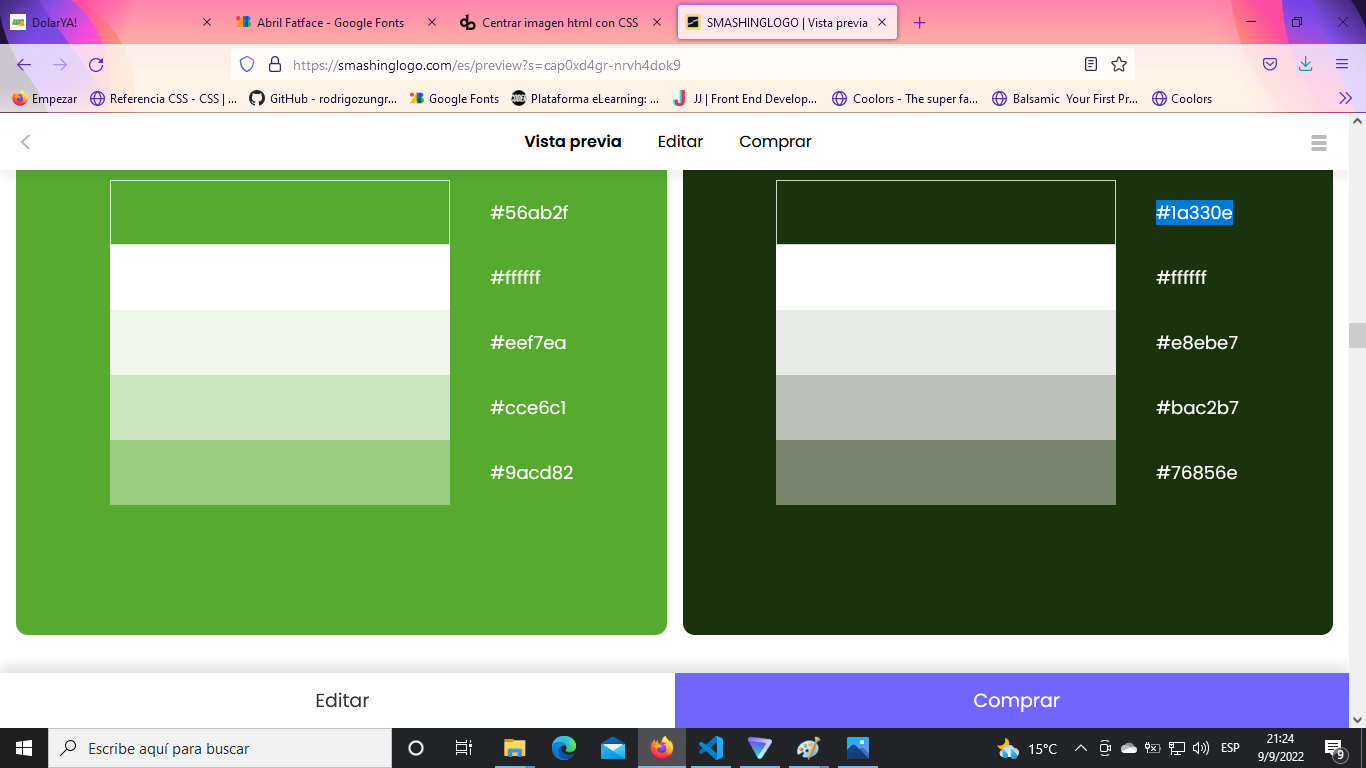 DolarYA!
Abril Fatface - Google Fonts
Centrar imagen html con CSS
SMASHINGLOGO | Vista previa
https://smashinglogo.com/es/preview?s=cap0xd4gr-nrvh4dok9
Empezar
Referencia CSS - CSS | ...
GitHub - rodrigozungr...
Google Fonts
CODER
Plataforma eLearning: ...
JJ | Front End Develop...
Coolors - The super fa...
Balsamic Your First Pr...
Coolors
Vista previa
Editar
Comprar
#56ab2f
#ffffff
#eef7ea
#cce6c1
#9acd82
#1a330e
#ffffff
#e8ebe7
#bac2b7
#76856e
Editar
Comprar
Escribe aquí para buscar
15°C
ESP
21:24
9/9/2022
9